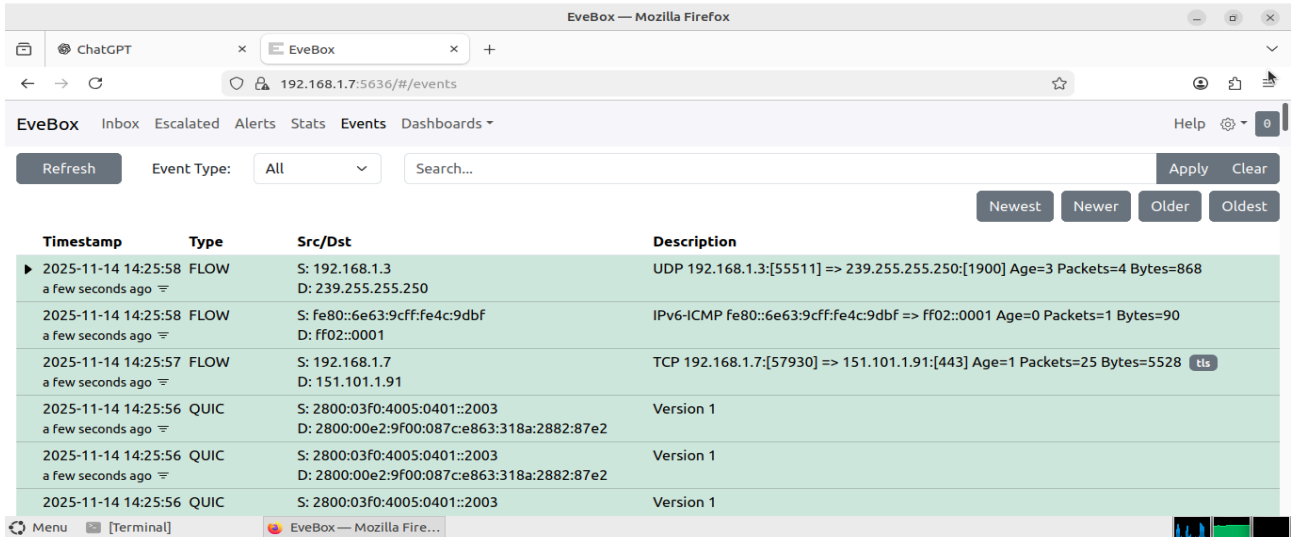 EveBox — Mozilla Firefox
ChatGPT
EveBox
192.168.1.7:5636/#/events
EveBox Inbox Escalated Alerts Stats Events Dashboards Help 0
Refresh Event Type: All Search... Apply Clear
Newest Newer Older Oldest
Timestamp Type Src/Dst Description
2025-11-14 14:25:58 FLOW S: 192.168.1.3 UDP 192.168.1.3:[55511] => 239.255.255.250:[1900] Age=3 Packets=4 Bytes=868
a few seconds ago D: 239.255.255.250
2025-11-14 14:25:58 FLOW S: fe80::6e63:9cff:fe4c:9dbf IPv6-ICMP fe80::6e63:9cff:fe4c:9dbf => ff02::0001 Age=0 Packets=1 Bytes=90
a few seconds ago D: ff02::0001
2025-11-14 14:25:57 FLOW S: 192.168.1.7 TCP 192.168.1.7:[57930] => 151.101.1.91:[443] Age=1 Packets=25 Bytes=5528 tls
a few seconds ago D: 151.101.1.91
2025-11-14 14:25:56 QUIC S: 2800:03f0:4005:0401::2003 Version 1
a few seconds ago D: 2800:00e2:9f00:087c:e863:318a:2882:87e2
2025-11-14 14:25:56 QUIC S: 2800:03f0:4005:0401::2003 Version 1
a few seconds ago D: 2800:00e2:9f00:087c:e863:318a:2882:87e2
2025-11-14 14:25:56 QUIC S: 2800:03f0:4005:0401::2003 Version 1
Menu [Terminal] EveBox — Mozilla Fire...